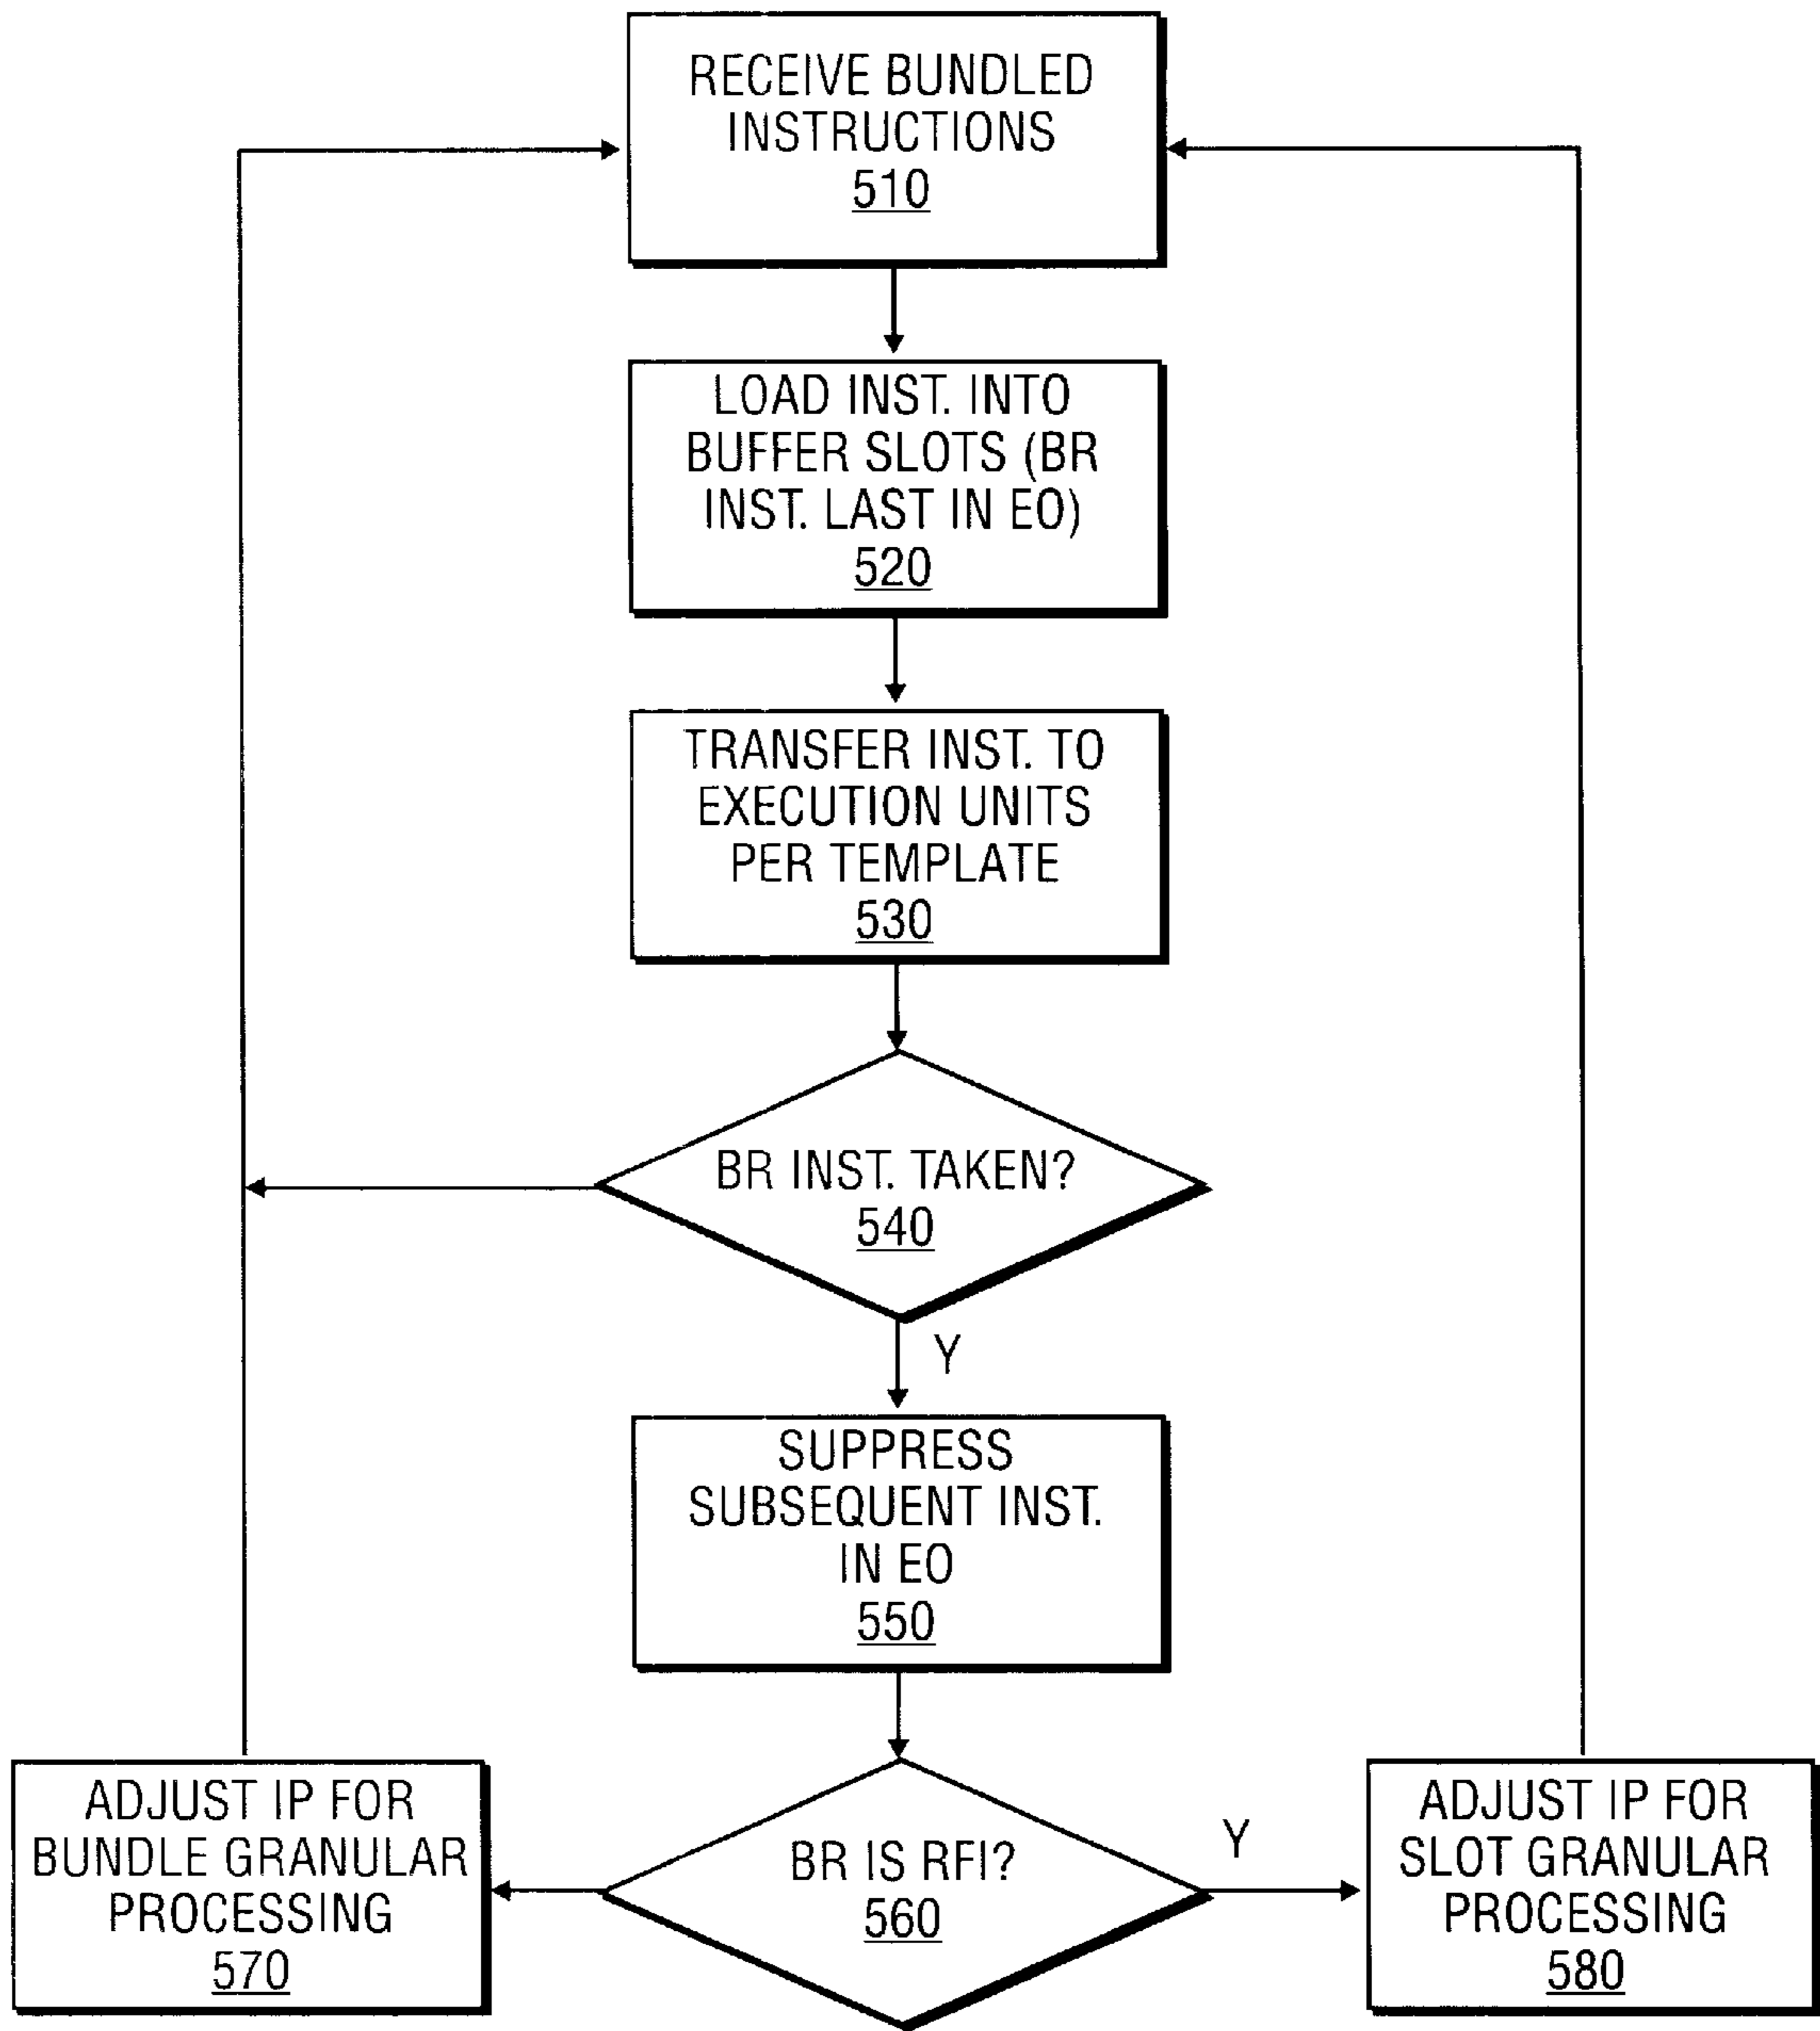 RECEIVE BUNDLED
INSTRUCTIONS
510
LOAD INST. INTO
BUFFER SLOTS (BR
INST. LAST IN EO)
520
TRANSFER INST. TO
EXECUTION UNITS
PER TEMPLATE
530
BR INST. TAKEN?
540
Y
SUPPRESS
SUBSEQUENT INST.
IN EO
550
BR IS RFI?
560
Y
ADJUST IP FOR
BUNDLE GRANULAR
PROCESSING
570
ADJUST IP FOR
SLOT GRANULAR
PROCESSING
580